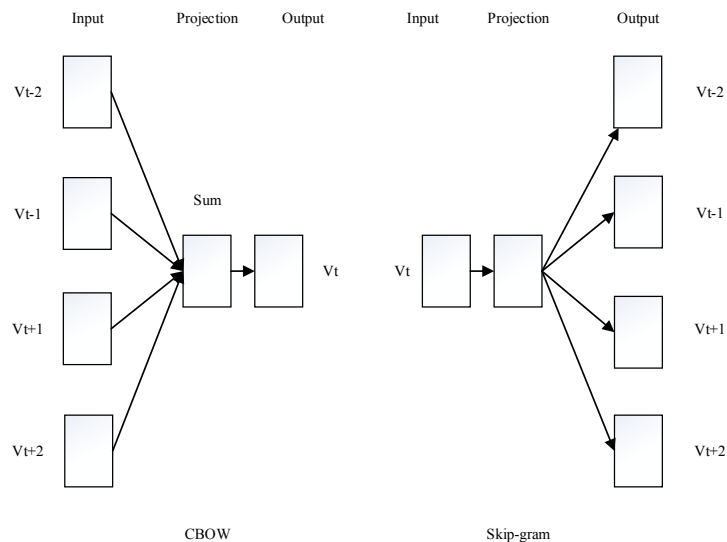 Input Projection Output Input Projection Output
Vt-2 Vt-2
Vt-1 Vt-1
Sum
Vt Vt
Vt+1 Vt+1
Vt+2 Vt+2
CBOW Skip-gram